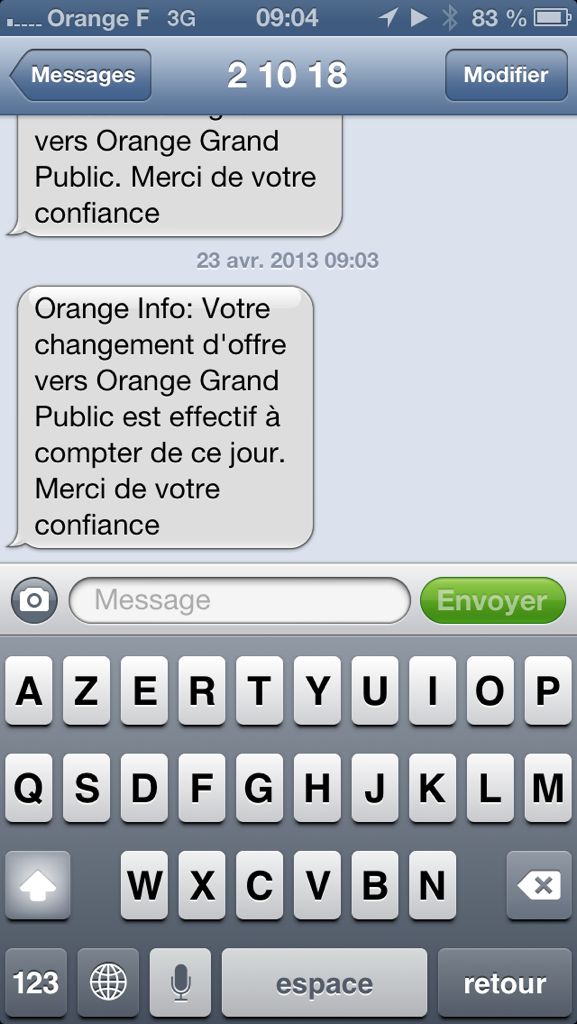 Orange F 3G 09:04 83 %
Messages 2 10 18 Modifier
vers Orange Grand
Public. Merci de votre
confiance
23 avr. 2013 09:03
Orange Info: Votre
changement d'offre
vers Orange Grand
Public est effectif à
compter de ce jour.
Merci de votre
confiance
Message Envoyer
A Z E R T Y U I O P
Q S D F G H J K L M
W X C V B N
123 espace retour